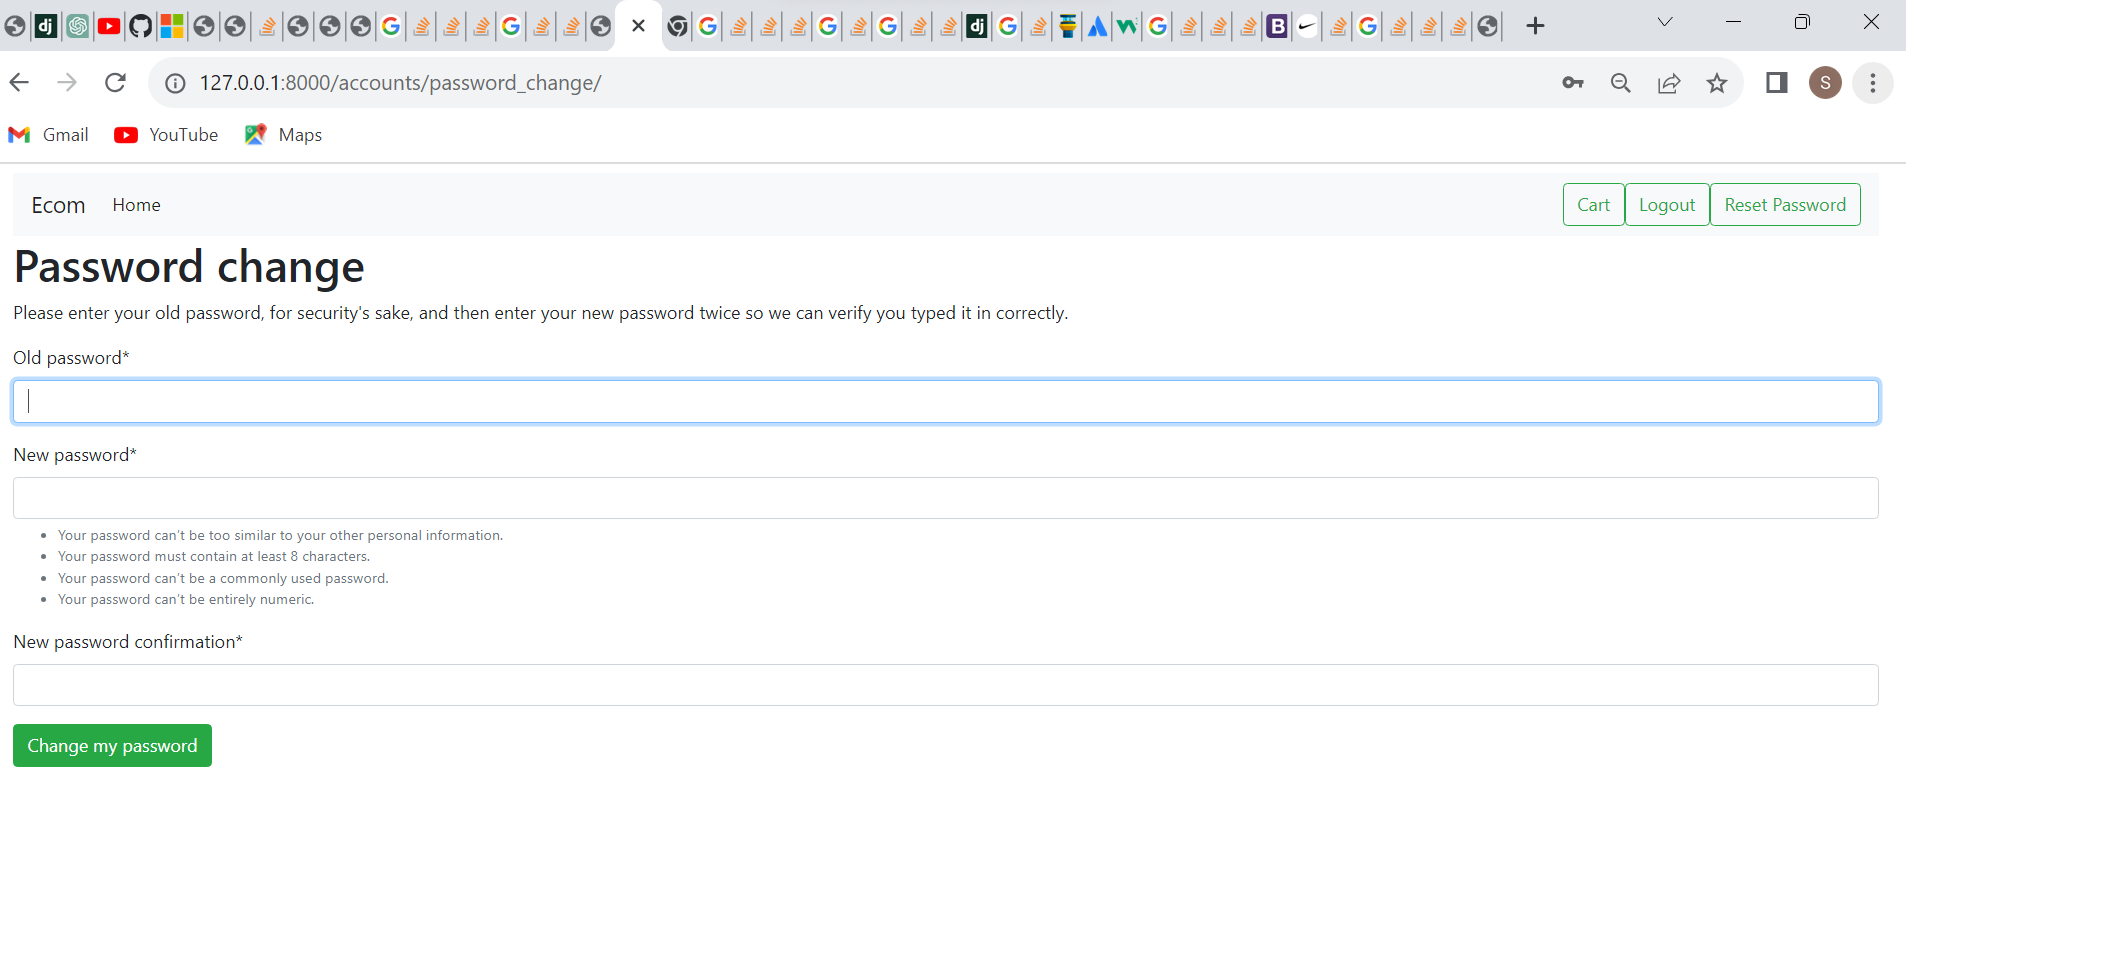 dj dj B
127.0.0.1:8000/accounts/password_change/ S
Gmail YouTube Maps
Ecom Home Cart Logout Reset Password
Password change
Please enter your old password, for security's sake, and then enter your new password twice so we can verify you typed it in correctly.
Old password*
New password*
Your password can't be too similar to your other personal information.
Your password must contain at least 8 characters.
Your password can't be a commonly used password.
Your password can't be entirely numeric.
New password confirmation*
Change my password